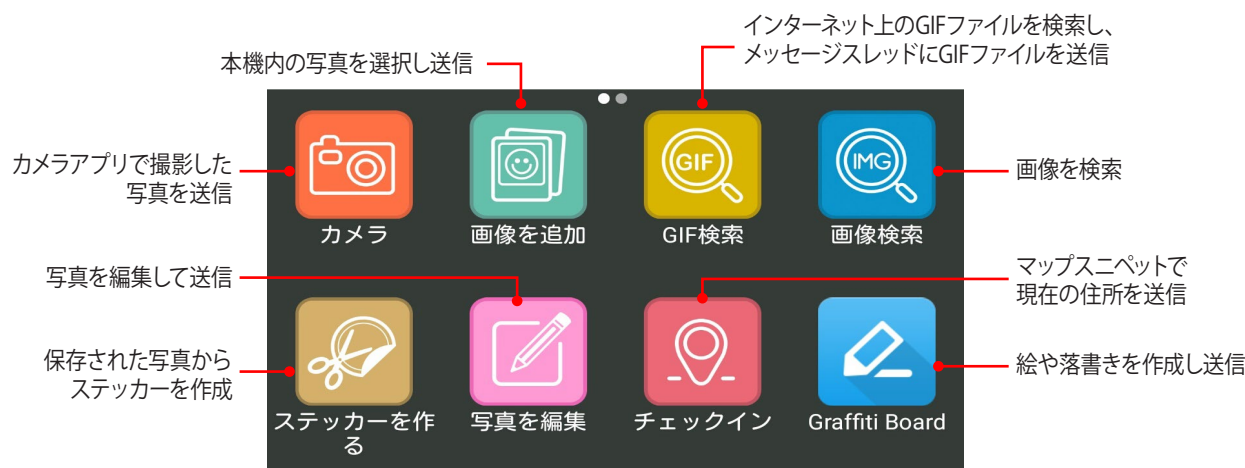 インターネット上のGIFファイルを検索し、
メッセージスレッドにGIFファイルを送信
本機内の写真を選択し送信
カメラアプリで撮影した
写真を送信
GIF
IMG
画像を検索
カメラ
画像を追加
GIF検索
画像検索
写真を編集して送信
マップスニペットで
現在の住所を送信
保存された写真から
ステッカーを作成
絵や落書きを作成し送信
ステッカーを作
る
写真を編集
チェックイン
Graffiti Board